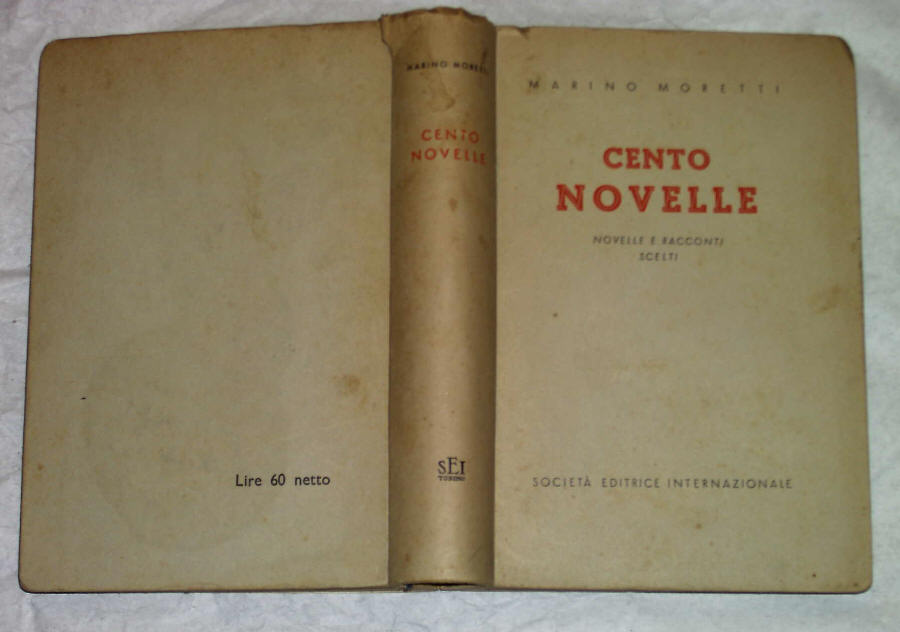 Lire 60 netto
MARINO MORETTI
CENTO
NOVELLE
SEI
TORINO
MARINO MORETTI
CENTO
NOVELLE
NOVELLE E RACCONTI
SCELTI
SOCIETÀ EDITRICE INTERNAZIONALE